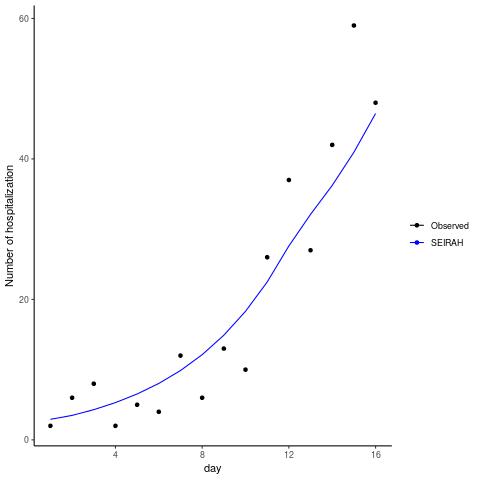 60
40
20
0
Number of hospitalization
4 8 12 16
day
Observed
SEIRAH